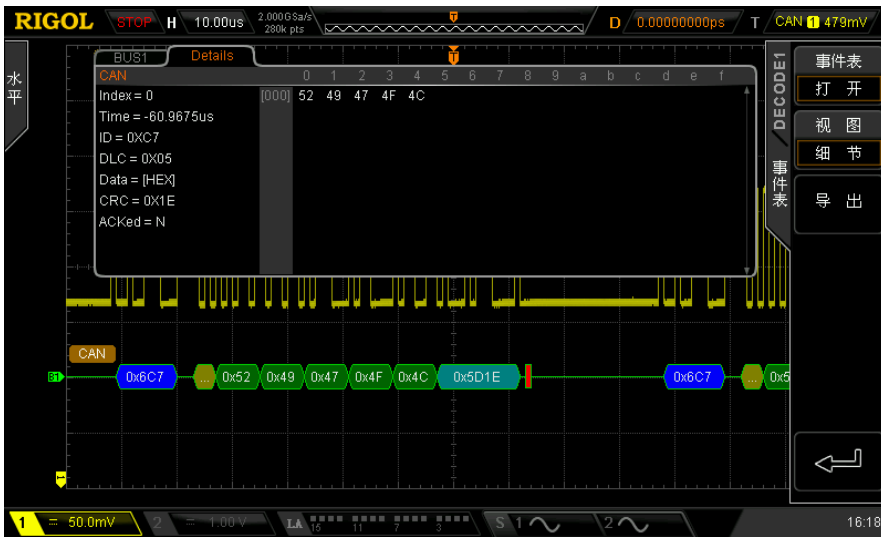 RIGOL STOP H 10.00us 2.000GSa/s 280k pts D 0.00000000ps T CAN 1 479mV
水平
BUS1 Details
CAN 0 1 2 3 4 5 6 7 8 9 a b c d e f
Index = 0 [000] 52 49 47 4F 4C
Time = -60.9675us
ID = 0XC7
DLC = 0X05
Data = [HEX]
CRC = 0X1E
ACKed = N
DECODE1
事件表
事件表
打 开
视 图
细 节
导 出
CAN
B1 0x6C7 ... 0x52 0x49 0x47 0x4F 0x4C 0x5D1E 0x6C7 ... 0x5
1 = 50.0mV 2 = 1.00 V LA 15 11 7 3 S 1 2 16:18